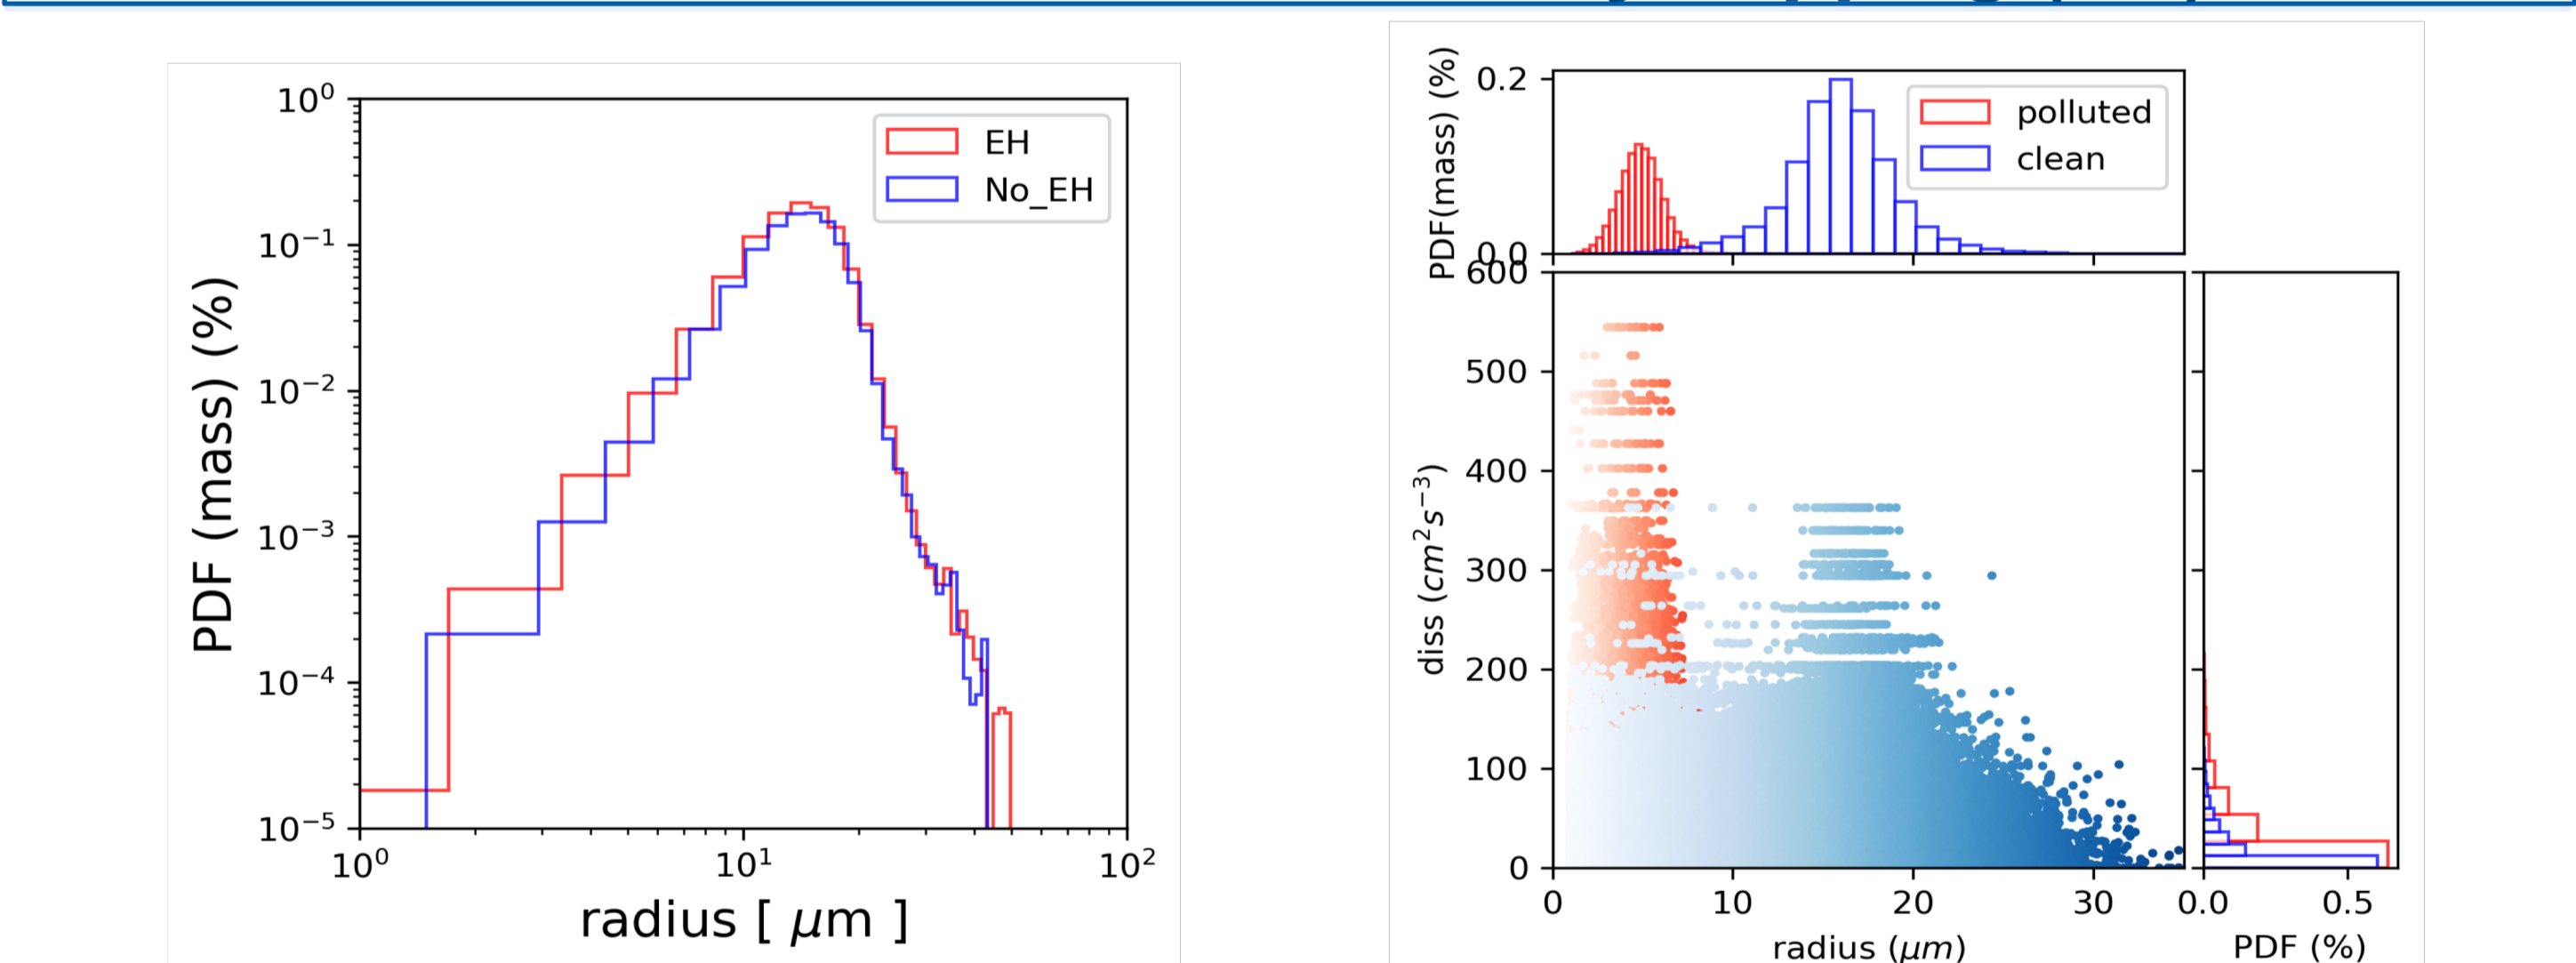 10⁰
10⁻¹
10⁻²
10⁻³
10⁻⁴
10⁻⁵
PDF (mass) (%)
EH
No_EH
10⁰ 10¹ 10²
radius [ μm ]
PDF(mass) (%)
0.2
0.0
polluted
clean
600
500
400
300
200
100
0
diss (cm²s⁻³)
0 10 20 30
radius (μm)
0.0 0.5
PDF (%)